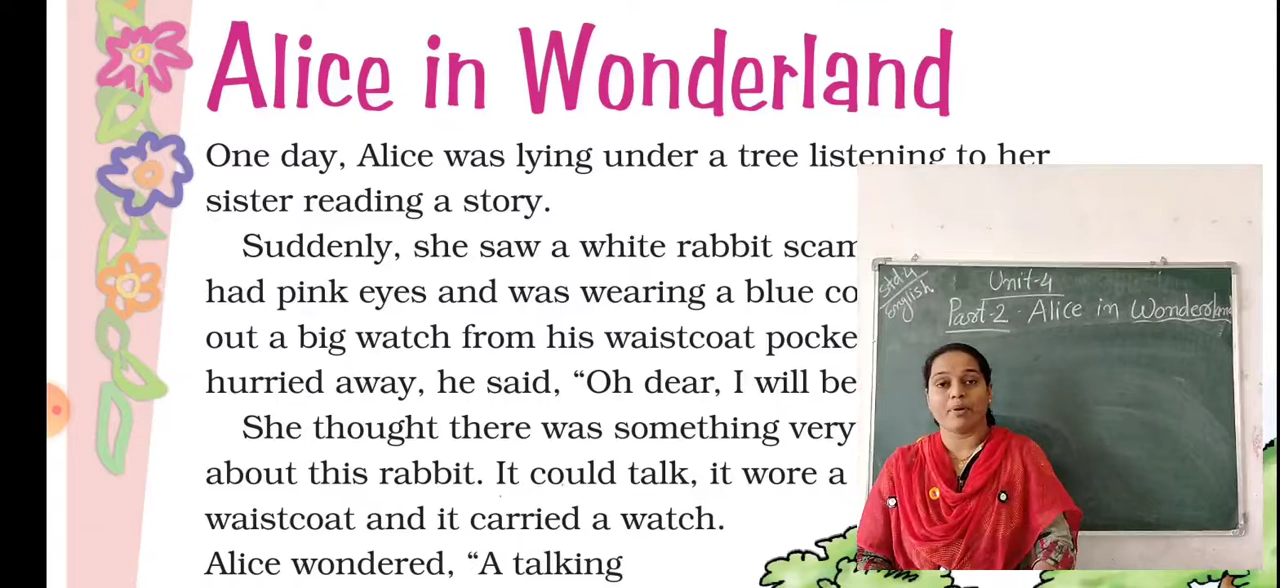 Alice in Wonderland
One day, Alice was lying under a tree listening to her
sister reading a story.
Suddenly, she saw a white rabbit scam
had pink eyes and was wearing a blue co
out a big watch from his waistcoat pocke
hurried away, he said, “Oh dear, I will be
She thought there was something very
about this rabbit. It could talk, it wore a
waistcoat and it carried a watch.
Alice wondered, “A talking
Std-4
English
Unit-4
Part-2. Alice in Wonderland